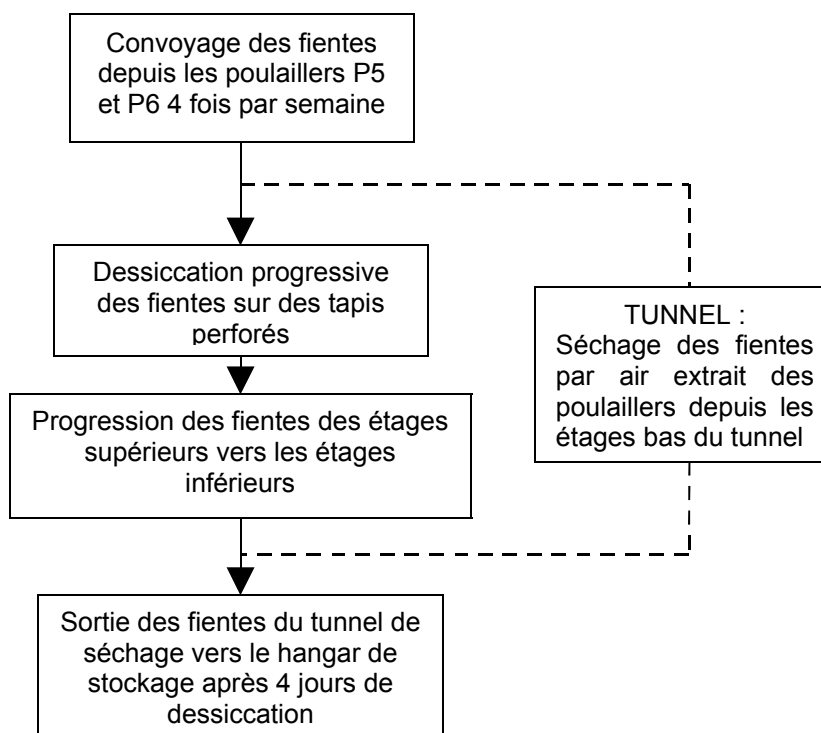 Convoyage des fientes
depuis les poulaillers P5
et P6 4 fois par semaine
Dessiccation progressive
des fientes sur des tapis
perforés
TUNNEL :
Séchage des fientes
par air extrait des
poulaillers depuis les
étages bas du tunnel
Progression des fientes des étages
supérieurs vers les étages
inférieurs
Sortie des fientes du tunnel de
séchage vers le hangar de
stockage après 4 jours de
dessiccation